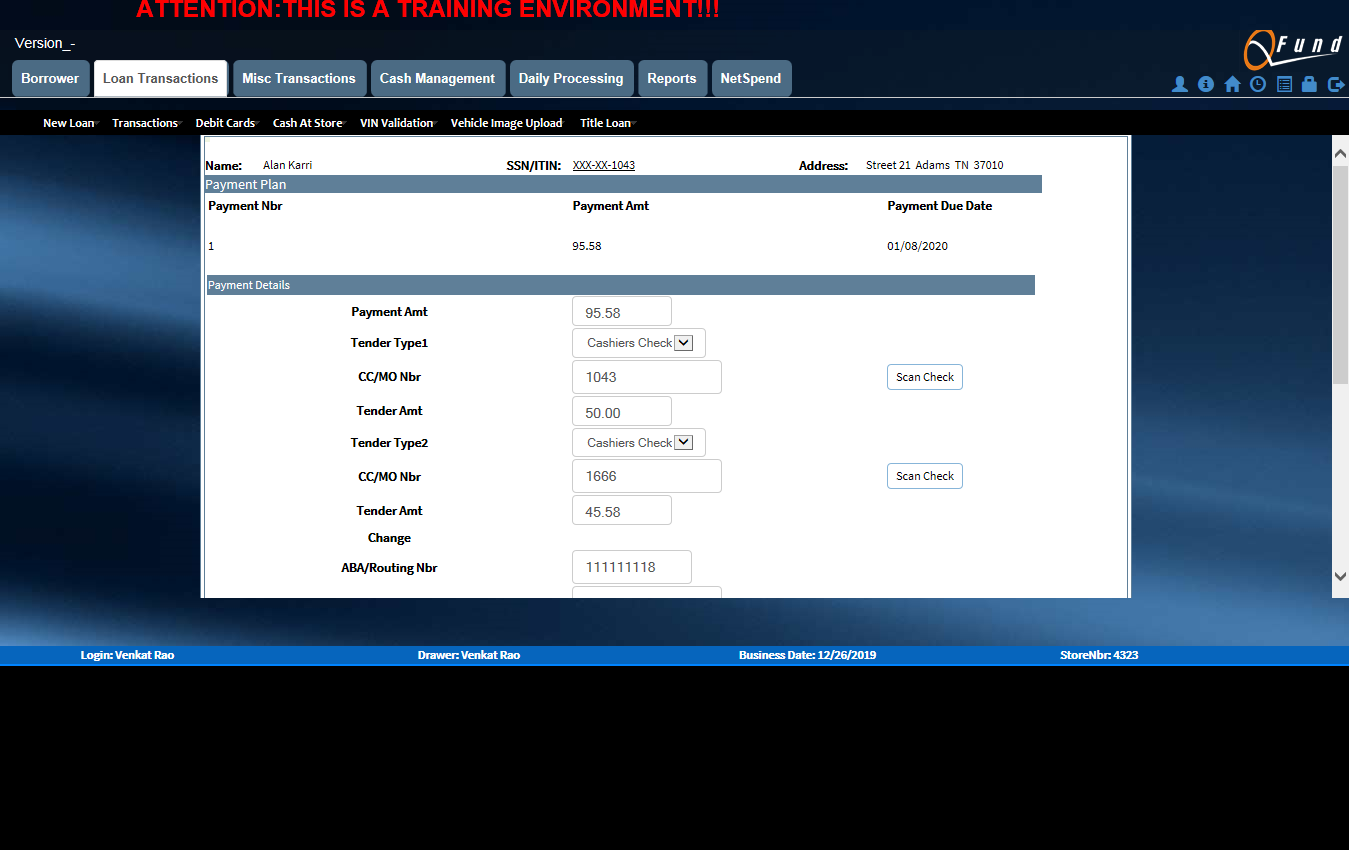 ATTENTION:THIS IS A TRAINING ENVIRONMENT!!!
Version_-
QFund
Borrower Loan Transactions Misc Transactions Cash Management Daily Processing Reports NetSpend
New Loan Transactions Debit Cards Cash At Store VIN Validation Vehicle Image Upload Title Loan
Name: Alan Karri SSN/ITIN: XXX-XX-1043 Address: Street 21 Adams TN 37010
Payment Plan
Payment Nbr Payment Amt Payment Due Date
1 95.58 01/08/2020
Payment Details
Payment Amt 95.58
Tender Type1 Cashiers Check
CC/MO Nbr 1043 Scan Check
Tender Amt 50.00
Tender Type2 Cashiers Check
CC/MO Nbr 1666 Scan Check
Tender Amt 45.58
Change
ABA/Routing Nbr 111111118
Login: Venkat Rao Drawer: Venkat Rao Business Date: 12/26/2019 StoreNbr: 4323